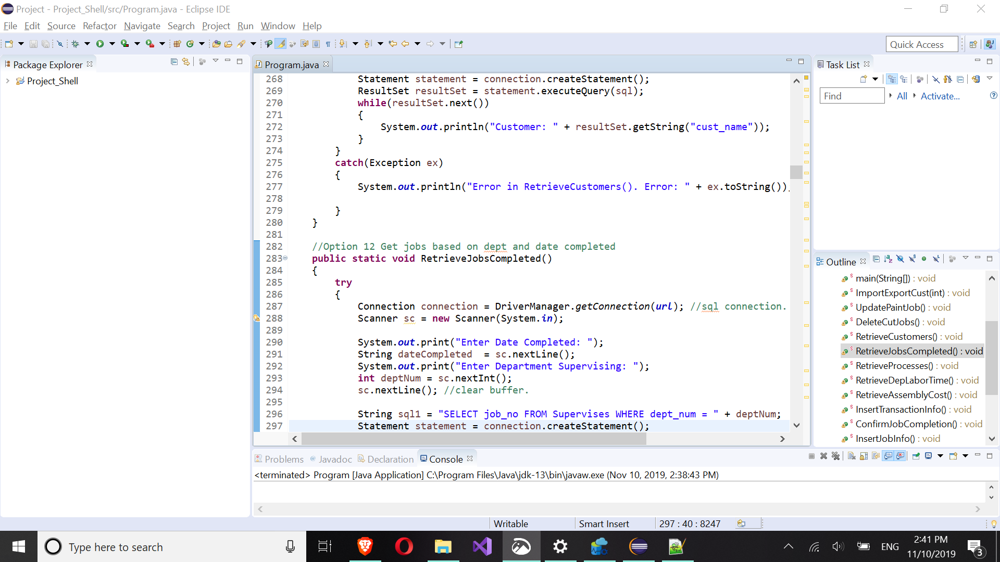 Project - Project_Shell/src/Program.java - Eclipse IDE
File Edit Source Refactor Navigate Search Project Run Window Help
Quick Access
Package Explorer
Project_Shell
Program.java
268 Statement statement = connection.createStatement();
269 ResultSet resultSet = statement.executeQuery(sql);
270 while(resultSet.next())
271 {
272 System.out.println("Customer: " + resultSet.getString("cust_name"));
273 }
274 }
275 catch(Exception ex)
276 {
277 System.out.println("Error in RetrieveCustomers(). Error: " + ex.toString())
278
279 }
280 }
281
282 //Option 12 Get jobs based on dept and date completed
283 public static void RetrieveJobsCompleted()
284 {
285 try
286 {
287 Connection connection = DriverManager.getConnection(url); //sql connection.
288 Scanner sc = new Scanner(System.in);
289
290 System.out.print("Enter Date Completed: ");
291 String dateCompleted  = sc.nextLine();
292 System.out.print("Enter Department Supervising: ");
293 int deptNum = sc.nextInt();
294 sc.nextLine(); //clear buffer.
295
296 String sql1 = "SELECT job_no FROM Supervises WHERE dept_num = " + deptNum;
297 Statement statement = connection.createStatement();
Task List
Find All Activate...
Outline
main(String[]) : void
ImportExportCust(int) : void
UpdatePaintJob() : void
DeleteCutJobs() : void
RetrieveCustomers() : void
RetrieveJobsCompleted() : void
RetrieveProcesses() : void
RetrieveDepLaborTime() : void
RetrieveAssemblyCost() : void
InsertTransactionInfo() : void
ConfirmJobCompletion() : void
InsertJobInfo() : void
Problems @ Javadoc Declaration Console
<terminated> Program [Java Application] C:\Program Files\Java\jdk-13\bin\javaw.exe (Nov 10, 2019, 2:38:43 PM)
Writable Smart Insert 297 : 40 : 8247
Type here to search
ENG
2:41 PM
11/10/2019
3